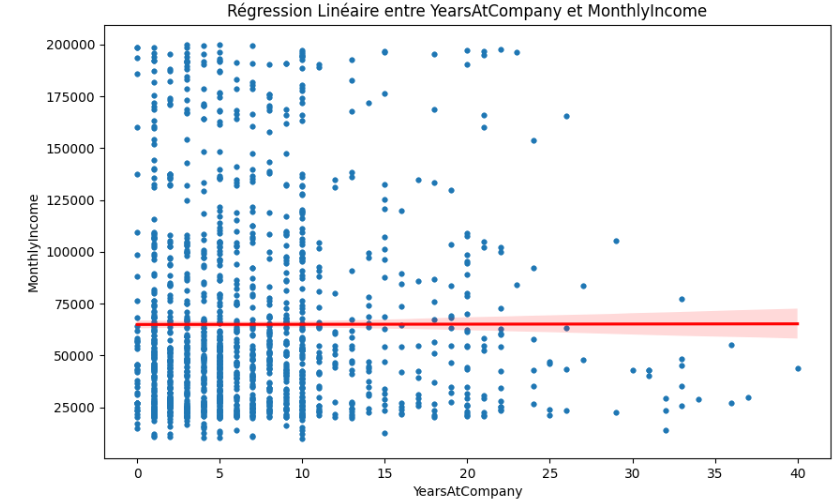 Régression Linéaire entre YearsAtCompany et MonthlyIncome
200000
175000
150000
125000
100000
75000
50000
25000
MonthlyIncome
0 5 10 15 20 25 30 35 40
YearsAtCompany